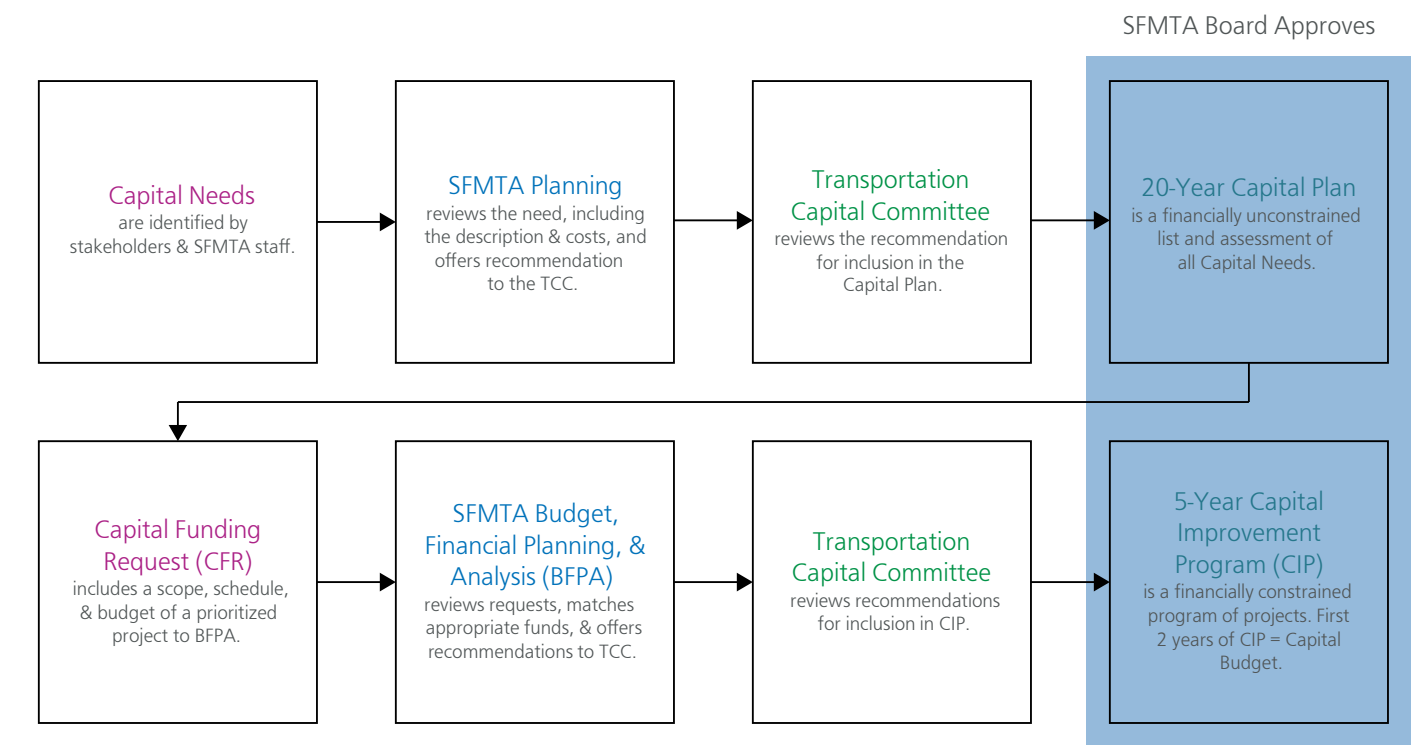 SFMTA Board Approves
Capital Needs
are identified by
stakeholders & SFMTA staff.
SFMTA Planning
reviews the need, including
the description & costs, and
offers recommendation
to the TCC.
Transportation
Capital Committee
reviews the recommendation
for inclusion in the
Capital Plan.
20-Year Capital Plan
is a financially unconstrained
list and assessment of
all Capital Needs.
Capital Funding
Request (CFR)
includes a scope, schedule,
& budget of a prioritized
project to BFPA.
SFMTA Budget,
Financial Planning, &
Analysis (BFPA)
reviews requests, matches
appropriate funds, & offers
recommendations to TCC.
Transportation
Capital Committee
reviews recommendations
for inclusion in CIP.
5-Year Capital
Improvement
Program (CIP)
is a financially constrained
program of projects. First
2 years of CIP = Capital
Budget.